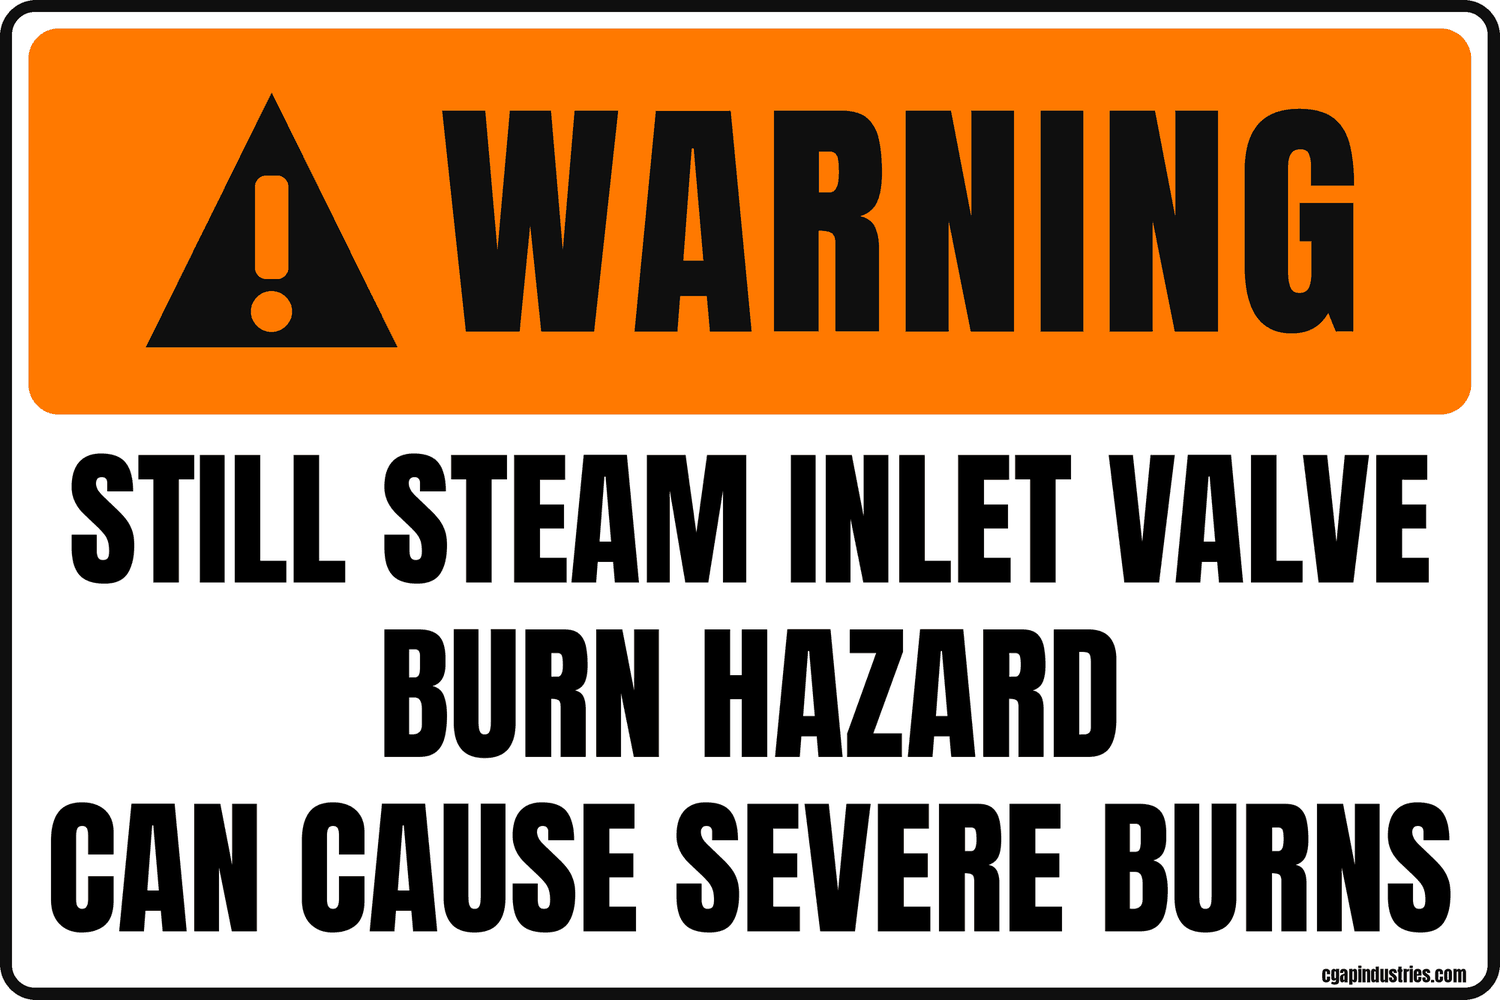 WARNING
STILL STEAM INLET VALVE
BURN HAZARD
CAN CAUSE SEVERE BURNS
cgapindustries.com